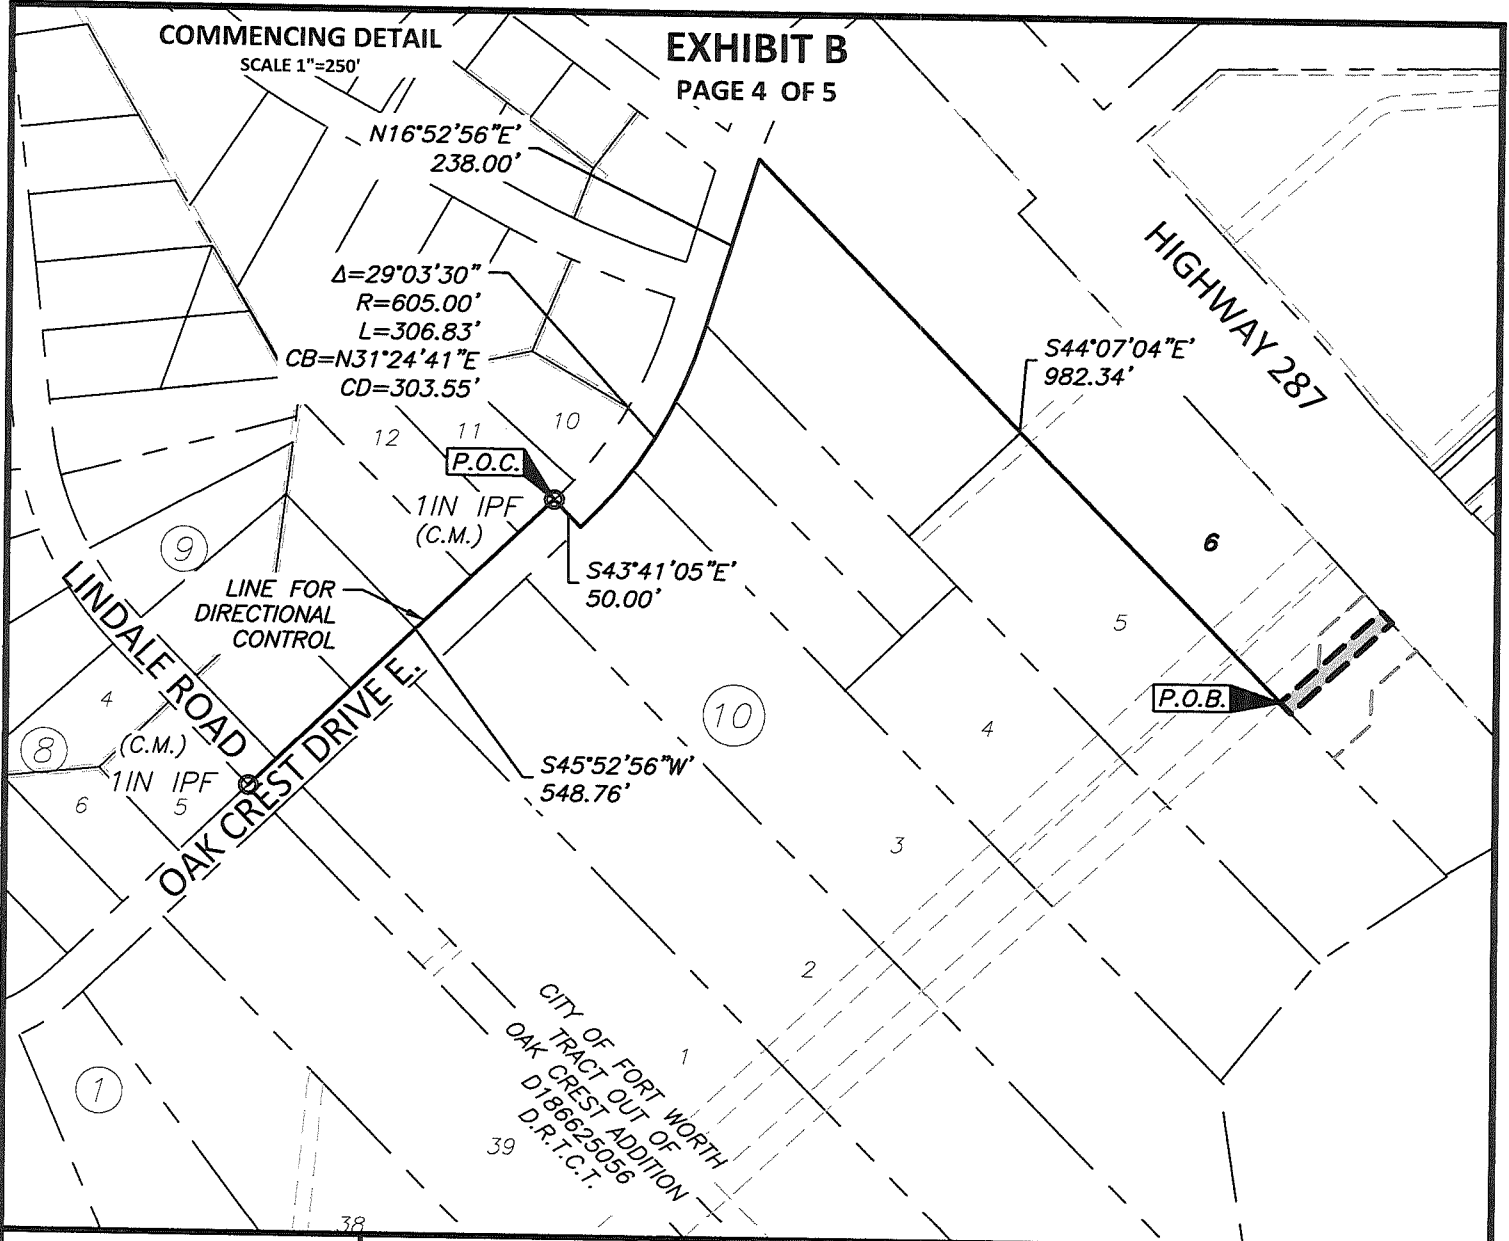 COMMENCING DETAIL
SCALE 1"=250'
EXHIBIT B
PAGE 4 OF 5
N16°52'56"E'
238.00'
Δ=29°03'30"
R=605.00'
L=306.83'
CB=N31°24'41"E
CD=303.55'
HIGHWAY 287
S44°07'04"E'
982.34'
12
11
10
P.O.C.
1IN IPF
(C.M.)
9
S43°41'05"E'
50.00'
LINE FOR
DIRECTIONAL
CONTROL
LINDALE ROAD
6
5
P.O.B.
4
10
4
8
(C.M.)
1IN IPF
6
5
OAK CREST DRIVE E.
S45°52'56"W'
548.76'
3
2
1
CITY OF FORT WORTH
TRACT OUT OF
OAK CREST ADDITION
D186625056
D.R.T.C.T.
1
39
38